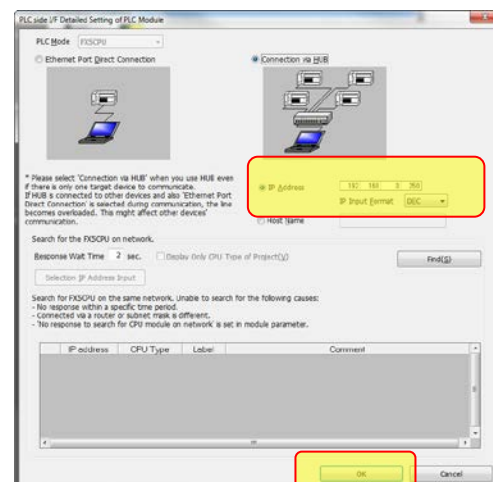 PLC side I/F Detailed Setting of PLC Module
PLC Mode FX5CPU
Ethernet Port Direct Connection
Connection via HUB
* Please select 'Connection via HUB' when you use HUB even
if there is only one target device to communicate.
If HUB is connected to other devices and also 'Ethernet Port
Direct Connection' is selected during communication, the line
becomes overloaded. This might affect other devices'
communication.
IP Address 192 168 3 250
IP Input Format DEC
Host Name
Search for the FX5CPU on network.
Response Wait Time 2 sec. Display Only CPU Type of Project(V)
Find(S)
Selection IP Address Input
Search for FX5CPU on the same network. Unable to search for the following causes:
- No response within a specific time period.
- Connected via a router or subnet mask is different.
- 'No response to search for CPU module on network' is set in module parameter.
IP address CPU Type Label Comment
OK Cancel